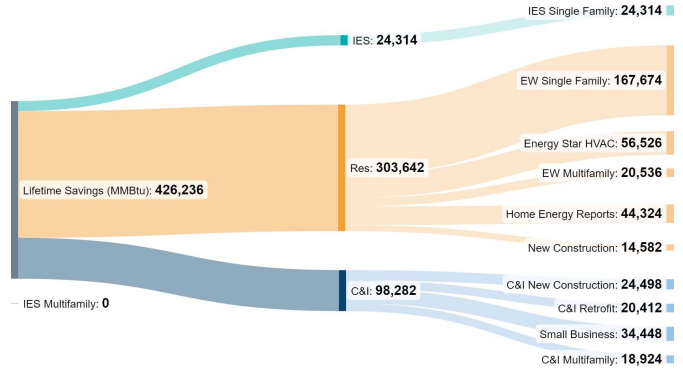 IES Single Family: 24,314
IES: 24,314
EW Single Family: 167,674
Energy Star HVAC: 56,526
Res: 303,642
EW Multifamily: 20,536
Lifetime Savings (MMBtu): 426,236
Home Energy Reports: 44,324
New Construction: 14,582
C&I New Construction: 24,498
C&I: 98,282
IES Multifamily: 0
C&I Retrofit: 20,412
Small Business: 34,448
C&I Multifamily: 18,924